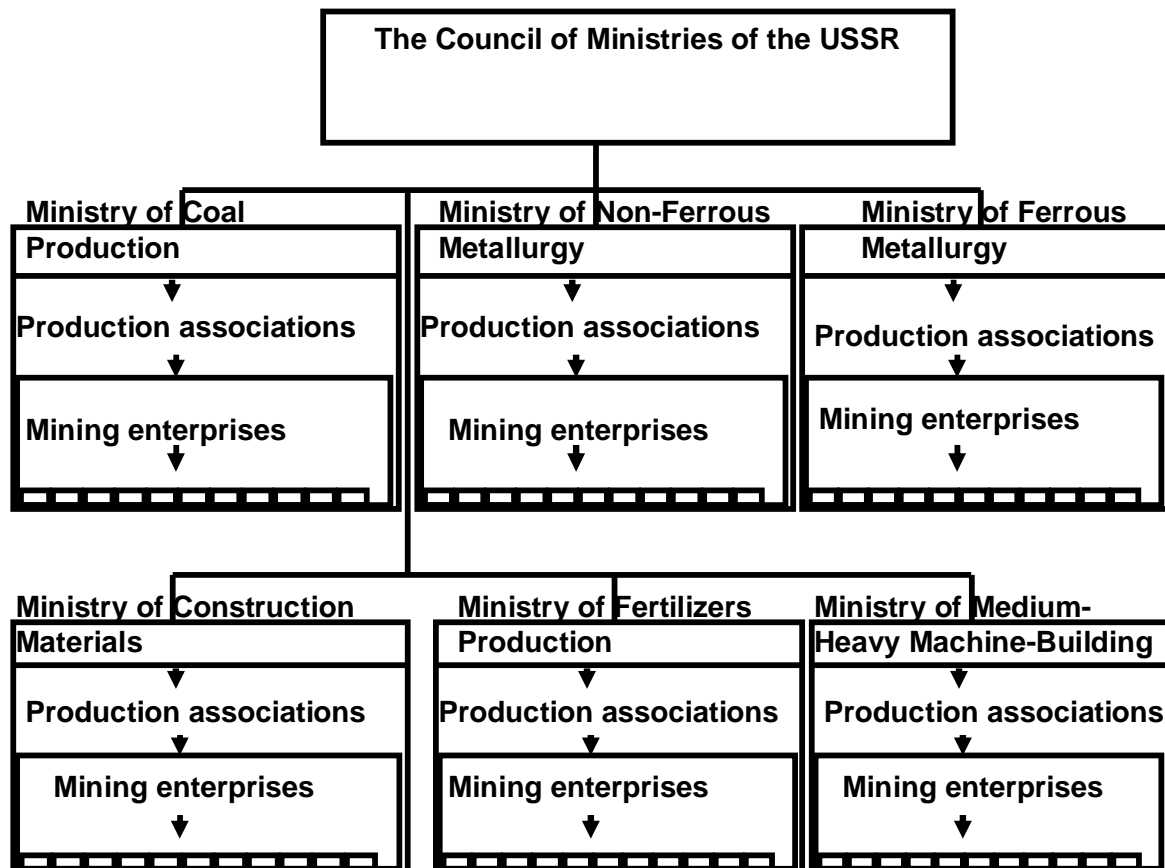 The Council of Ministries of the USSR
Ministry of Coal
Production
Production associations
Mining enterprises
Ministry of Non-Ferrous
Metallurgy
Production associations
Mining enterprises
Ministry of Ferrous
Metallurgy
Production associations
Mining enterprises
Ministry of Construction
Materials
Production associations
Mining enterprises
Ministry of Fertilizers
Production
Production associations
Mining enterprises
Ministry of Medium-
Heavy Machine-Building
Production associations
Mining enterprises